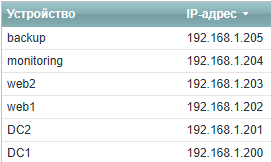 Устройство IP-адрес
backup 192.168.1.205
monitoring 192.168.1.204
web2 192.168.1.203
web1 192.168.1.202
DC2 192.168.1.201
DC1 192.168.1.200